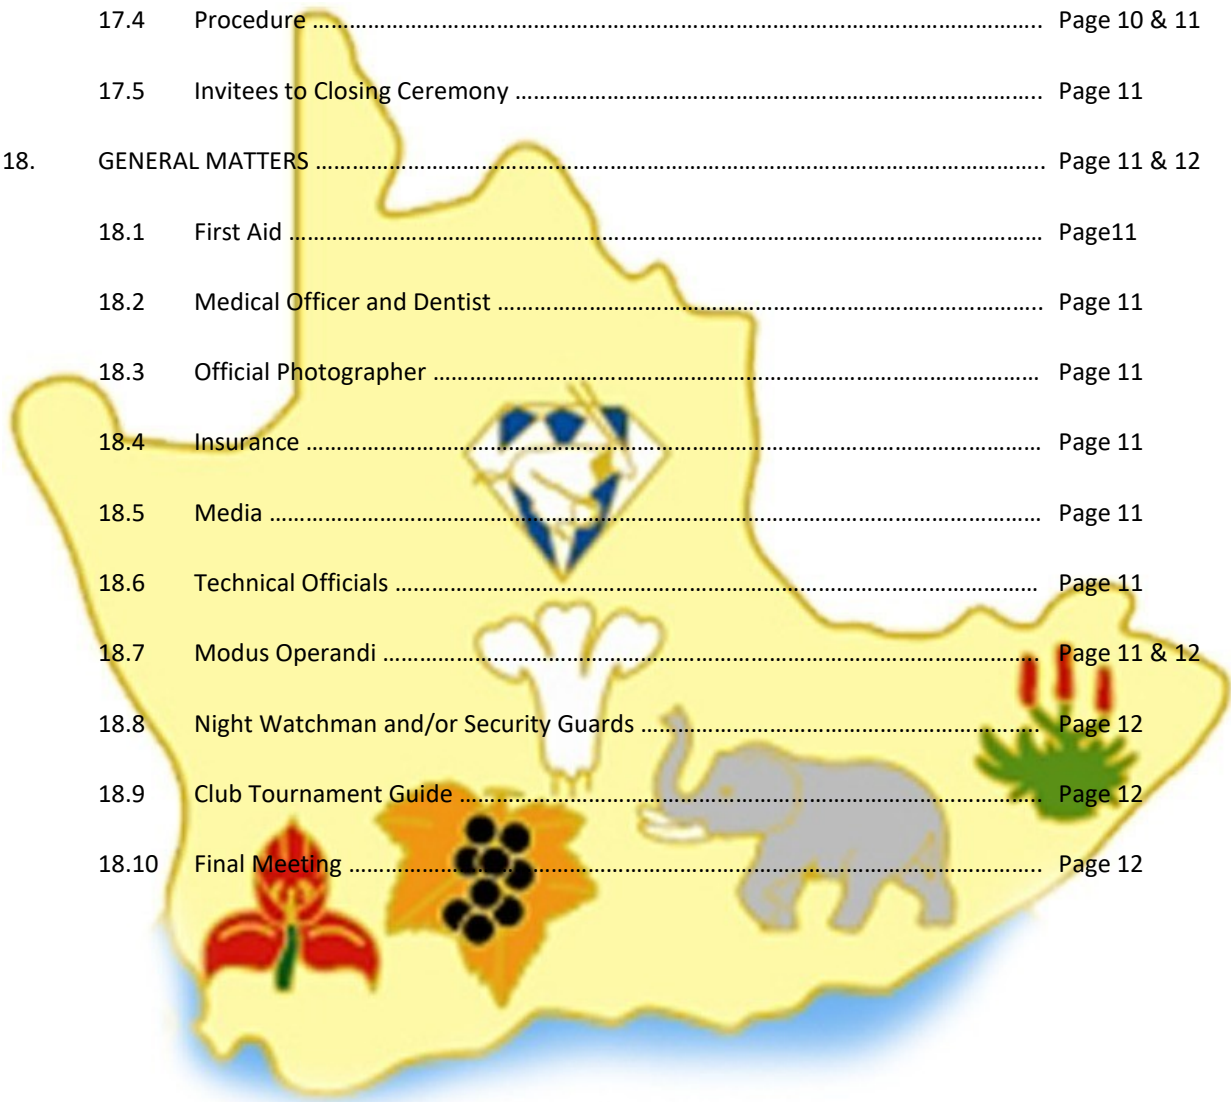 17.4 Procedure ................................................................ Page 10 & 11
17.5 Invitees to Closing Ceremony ................................................................ Page 11
18. GENERAL MATTERS ................................................................ Page 11 & 12
18.1 First Aid ................................................................ Page11
18.2 Medical Officer and Dentist ................................................................ Page 11
18.3 Official Photographer ................................................................ Page 11
18.4 Insurance ................................................................ Page 11
18.5 Media ................................................................ Page 11
18.6 Technical Officials ................................................................ Page 11
18.7 Modus Operandi ................................................................ Page 11 & 12
18.8 Night Watchman and/or Security Guards ................................................................ Page 12
18.9 Club Tournament Guide ................................................................ Page 12
18.10 Final Meeting ................................................................ Page 12